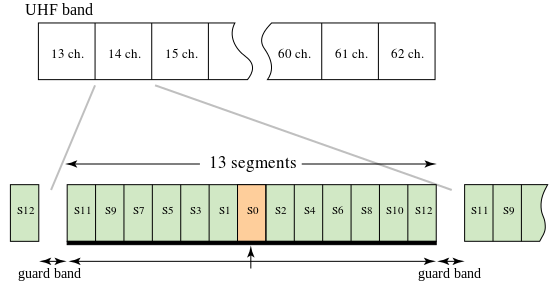 UHF band
13 ch. 14 ch. 15 ch. 60 ch. 61 ch. 62 ch.
13 segments
S12 S11 S9 S7 S5 S3 S1 S0 S2 S4 S6 S8 S10 S12 S11 S9
guard band guard band